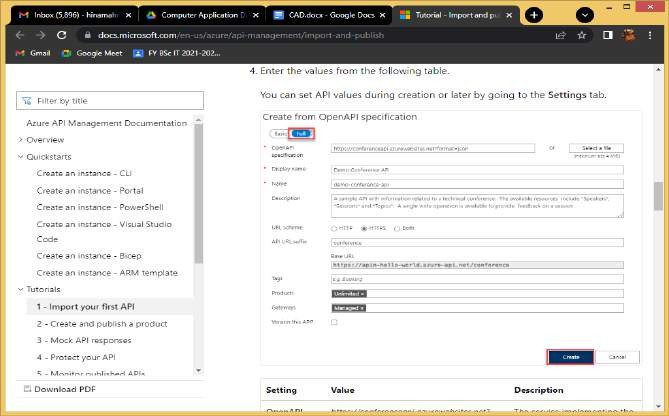 Inbox (5,896) - hinamalm
Computer Application D
CAD.docx - Google Docs
Tutorial - Import and pu
docs.microsoft.com/en-us/azure/api-management/import-and-publish
Gmail
Google Meet
FY BSc IT 2021-202...
4. Enter the values from the following table.
You can set API values during creation or later by going to the Settings tab.
Filter by title
Azure API Management Documentation
Overview
Quickstarts
Create an instance - CLI
Create an instance - Portal
Create an instance - PowerShell
Create an instance - Visual Studio
Code
Create an instance - Bicep
Create an instance - ARM template
Tutorials
1 - Import your first API
2 - Create and publish a product
3 - Mock API responses
4 - Protect your API
5 - Monitor published APIs
Download PDF
Create from OpenAPI specification
Basic Full
* OpenAPI
specification
https://conferenceapi.azurewebsites.net?format=json
or
Select a file
(maximum size 4 MiB)
* Display name
Demo Conference API
* Name
demo-conference-api
Description
A sample API with information related to a technical conference. The available resources include "Speakers",
"Sessions" and "Topics". A single write operation is available to provide feedback on a session.
URL scheme
HTTP
HTTPS
Both
API URL suffix
conference
Base URL
https://apim-hello-world.azure-api.net/conference
Tags
e.g. Booking
Products
Unlimited ×
Gateways
Managed ×
Version this API?
Create
Cancel
Setting Value Description
OpenAPI https://conferenceapi.azurewebsites.net? The service implementing the